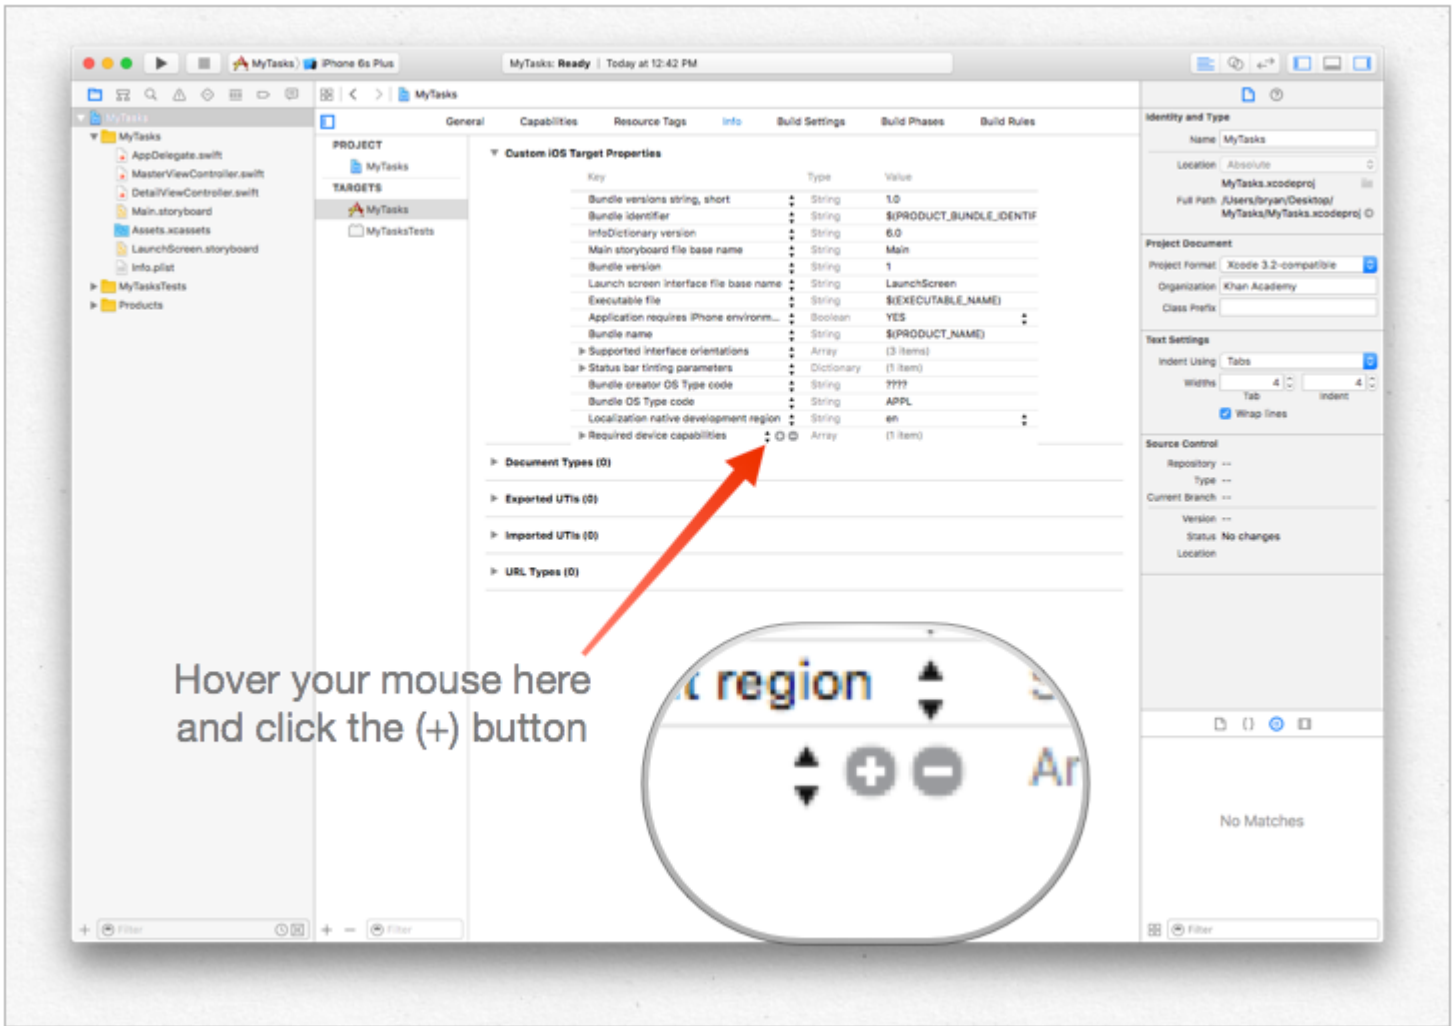 MyTasks
iPhone 6s Plus
MyTasks: Ready | Today at 12:42 PM
MyTasks
MyTasks
MyTasks
AppDelegate.swift
MasterViewController.swift
DetailViewController.swift
Main.storyboard
Assets.xcassets
LaunchScreen.storyboard
Info.plist
MyTasksTests
Products
Filter
General Capabilities Resource Tags Info Build Settings Build Phases Build Rules
PROJECT
MyTasks
TARGETS
MyTasks
MyTasksTests
Filter
Custom iOS Target Properties
Key Type Value
Bundle versions string, short String 1.0
Bundle identifier String $(PRODUCT_BUNDLE_IDENTIF
InfoDictionary version String 6.0
Main storyboard file base name String Main
Bundle version String 1
Launch screen interface file base name String LaunchScreen
Executable file String $(EXECUTABLE_NAME)
Application requires iPhone environm... Boolean YES
Bundle name String $(PRODUCT_NAME)
Supported interface orientations Array (3 items)
Status bar tinting parameters Dictionary (1 item)
Bundle creator OS Type code String ????
Bundle OS Type code String APPL
Localization native development region String en
Required device capabilities Array (1 item)
Document Types (0)
Exported UTIs (0)
Imported UTIs (0)
URL Types (0)
Hover your mouse here
and click the (+) button
t region S
Ar
Identity and Type
Name MyTasks
Location Absolute
MyTasks.xcodeproj
Full Path /Users/bryan/Desktop/
MyTasks/MyTasks.xcodeproj
Project Document
Project Format Xcode 3.2-compatible
Organization Khan Academy
Class Prefix
Text Settings
Indent Using Tabs
Widths 4 4
Tab Indent
Wrap lines
Source Control
Repository --
Type --
Current Branch --
Version --
Status No changes
Location
No Matches
Filter